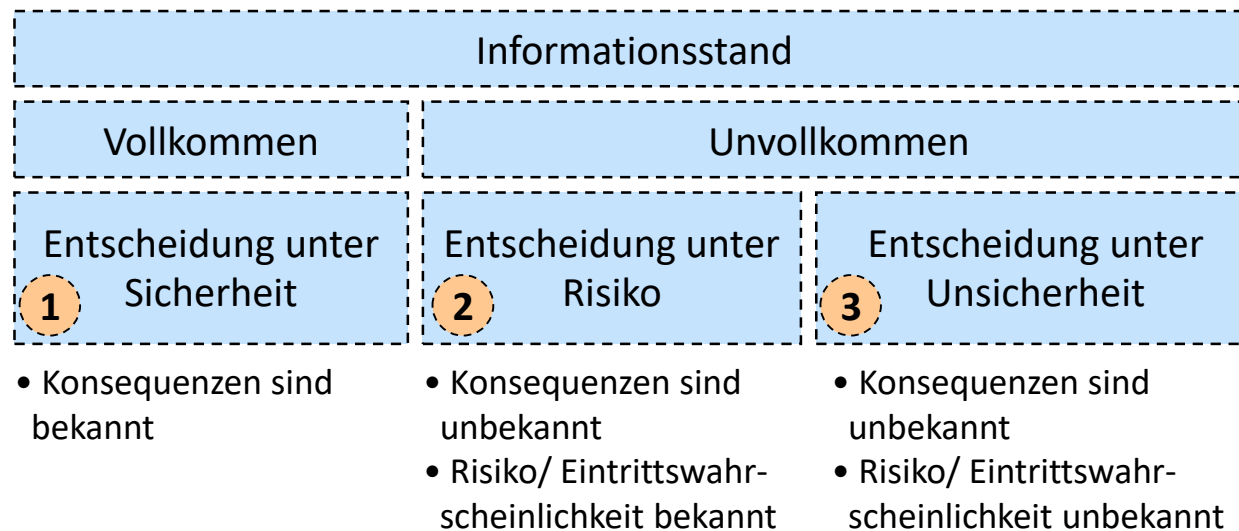 Informationsstand
Vollkommen
Unvollkommen
Entscheidung unter
Sicherheit
1
Entscheidung unter
Risiko
2
Entscheidung unter
Unsicherheit
3
• Konsequenzen sind
bekannt
• Konsequenzen sind
unbekannt
• Risiko/ Eintrittswahr-
scheinlichkeit bekannt
• Konsequenzen sind
unbekannt
• Risiko/ Eintrittswahr-
scheinlichkeit unbekannt